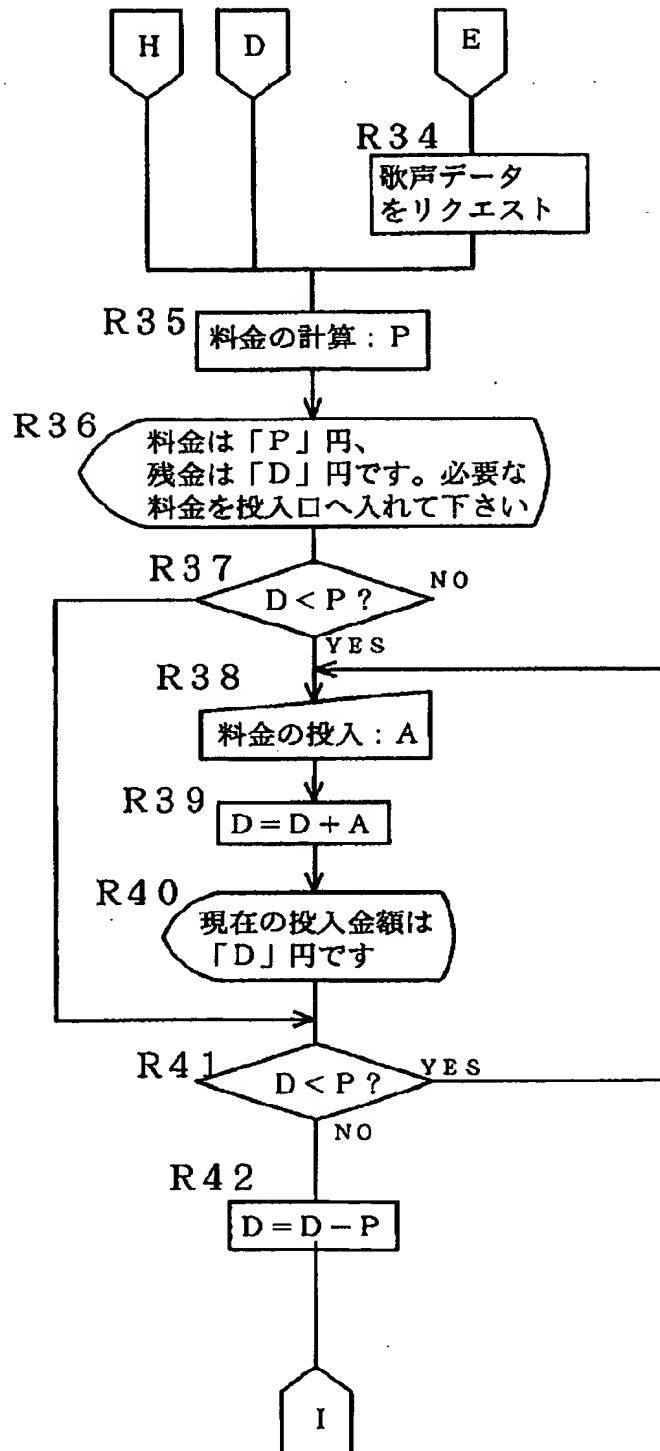 H
D
E
R34
歌声データ
をリクエスト
R35
料金の計算：P
R36
料金は「P」円、
残金は「D」円です。必要な
料金を投入口へ入れて下さい
R37
D<P?
NO
YES
R38
料金の投入：A
R39
D=D+A
R40
現在の投入金額は
「D」円です
R41
D<P?
YES
NO
R42
D=D-P
I